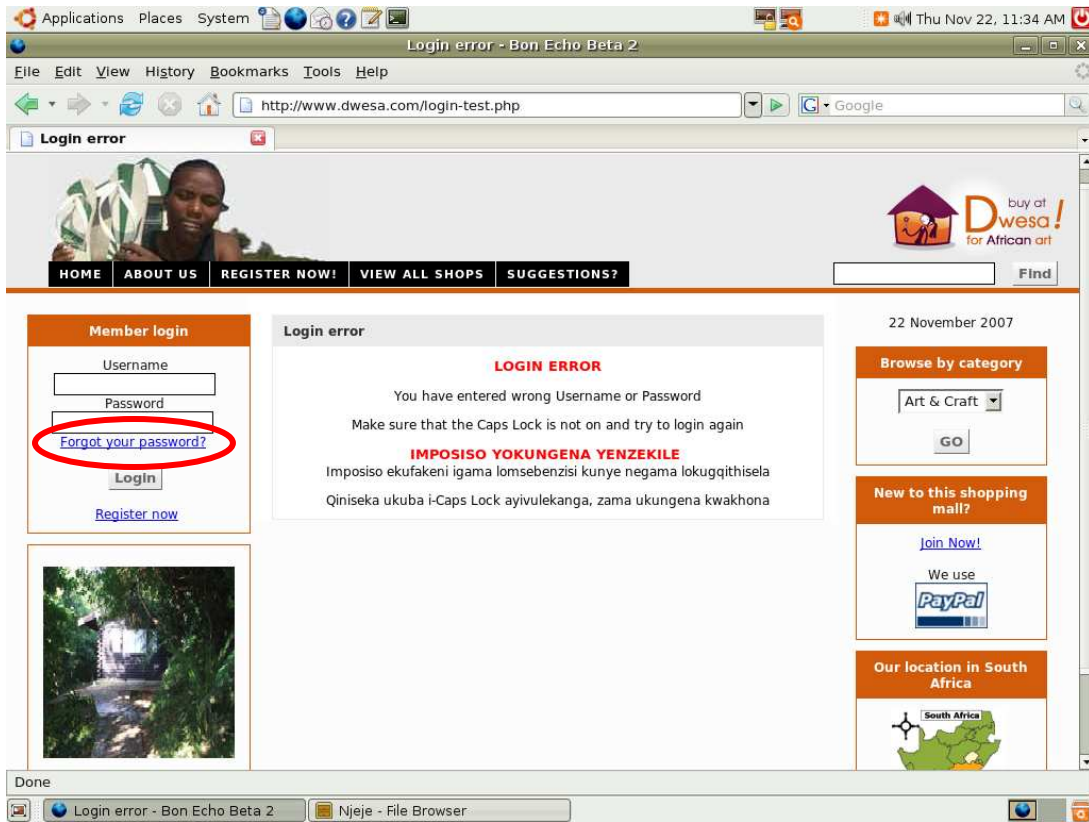 Applications Places System Thu Nov 22, 11:34 AM
Login error - Bon Echo Beta 2
File Edit View History Bookmarks Tools Help
http://www.dwesa.com/login-test.php G Google
Login error
buy at
Dwesa!
for African art
HOME ABOUT US REGISTER NOW! VIEW ALL SHOPS SUGGESTIONS? Find
Member login
Username
Password
Forgot your password?
Login
Register now
Login error
LOGIN ERROR
You have entered wrong Username or Password
Make sure that the Caps Lock is not on and try to login again
IMPOSISO YOKUNGENA YENZEKILE
Imposiso ekufakeni igama lomsebenzisi kunye negama lokugqithisela
Qiniseka ukuba i-Caps Lock ayivulekanga, zama ukungena kwakhona
22 November 2007
Browse by category
Art & Craft
GO
New to this shopping
mall?
Join Now!
We use
PayPal
Our location in South
Africa
South Africa
Done
Login error - Bon Echo Beta 2 Njeje - File Browser